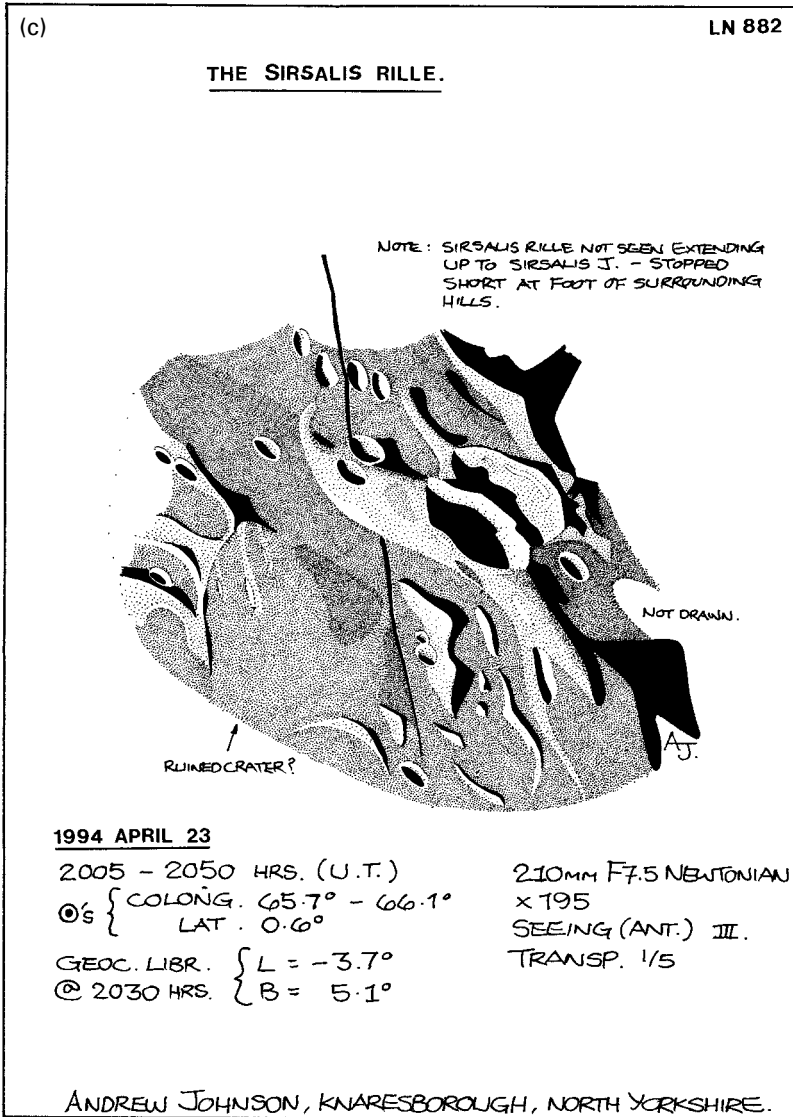 (c)
LN 882
THE SIRSALIS RILLE.
NOTE: SIRSALIS RILLE NOT SEEN EXTENDING
UP TO SIRSALIS J. – STOPPED
SHORT AT FOOT OF SURROUNDING
HILLS.
NOT DRAWN.
AJ.
RUINED CRATER?
1994 APRIL 23
2005 – 2050 HRS. (U.T.)
☉'s { COLONG. 65.7° – 66.1°
LAT. 0.6°
GEOC. LIBR. { L = -3.7°
@ 2030 HRS. { B = 5.1°
210mm F7.5 NEWTONIAN
x 195
SEEING (ANT.) III.
TRANSP. 1/5
ANDREW JOHNSON, KNARESBOROUGH, NORTH YORKSHIRE.